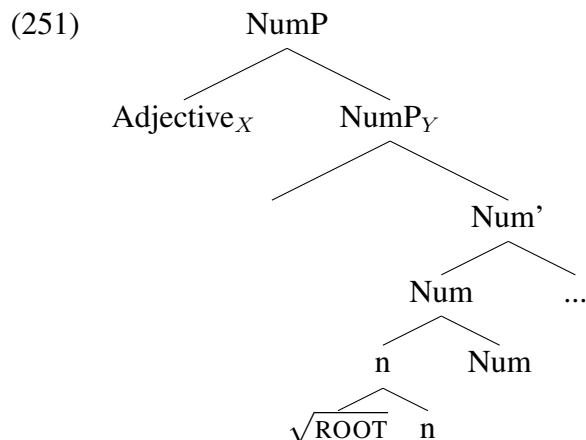 (251) NumP
Adjective_X NumP_Y
Num'
Num ...
n Num
√ROOT n